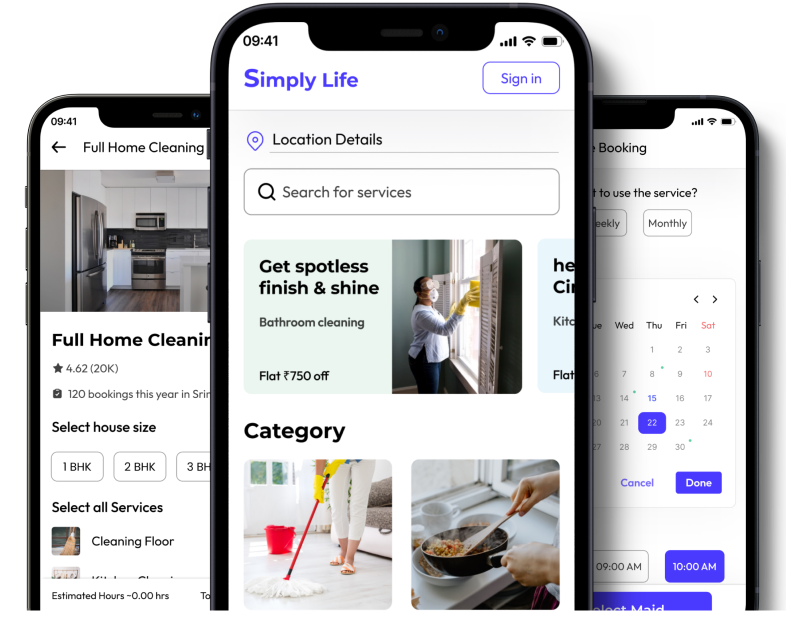 09:41
Full Home Cleaning
Full Home Cleanin
4.62 (20K)
120 bookings this year in Srin
Select house size
1 BHK
2 BHK
3 BH
Select all Services
Cleaning Floor
Estimated Hours ~0.00 hrs
To
09:41
Simply Life
Sign in
Location Details
Search for services
Get spotless
finish & shine
Bathroom cleaning
Flat ₹750 off
he
Cir
Kitc
Flat
Category
Booking
t to use the service?
eekly
Monthly
ue Wed Thu Fri Sat
1 2 3
6 7 8 9 10
13 14 15 16 17
20 21 22 23 24
27 28 29 30
Cancel
Done
09:00 AM
10:00 AM
elect Maid